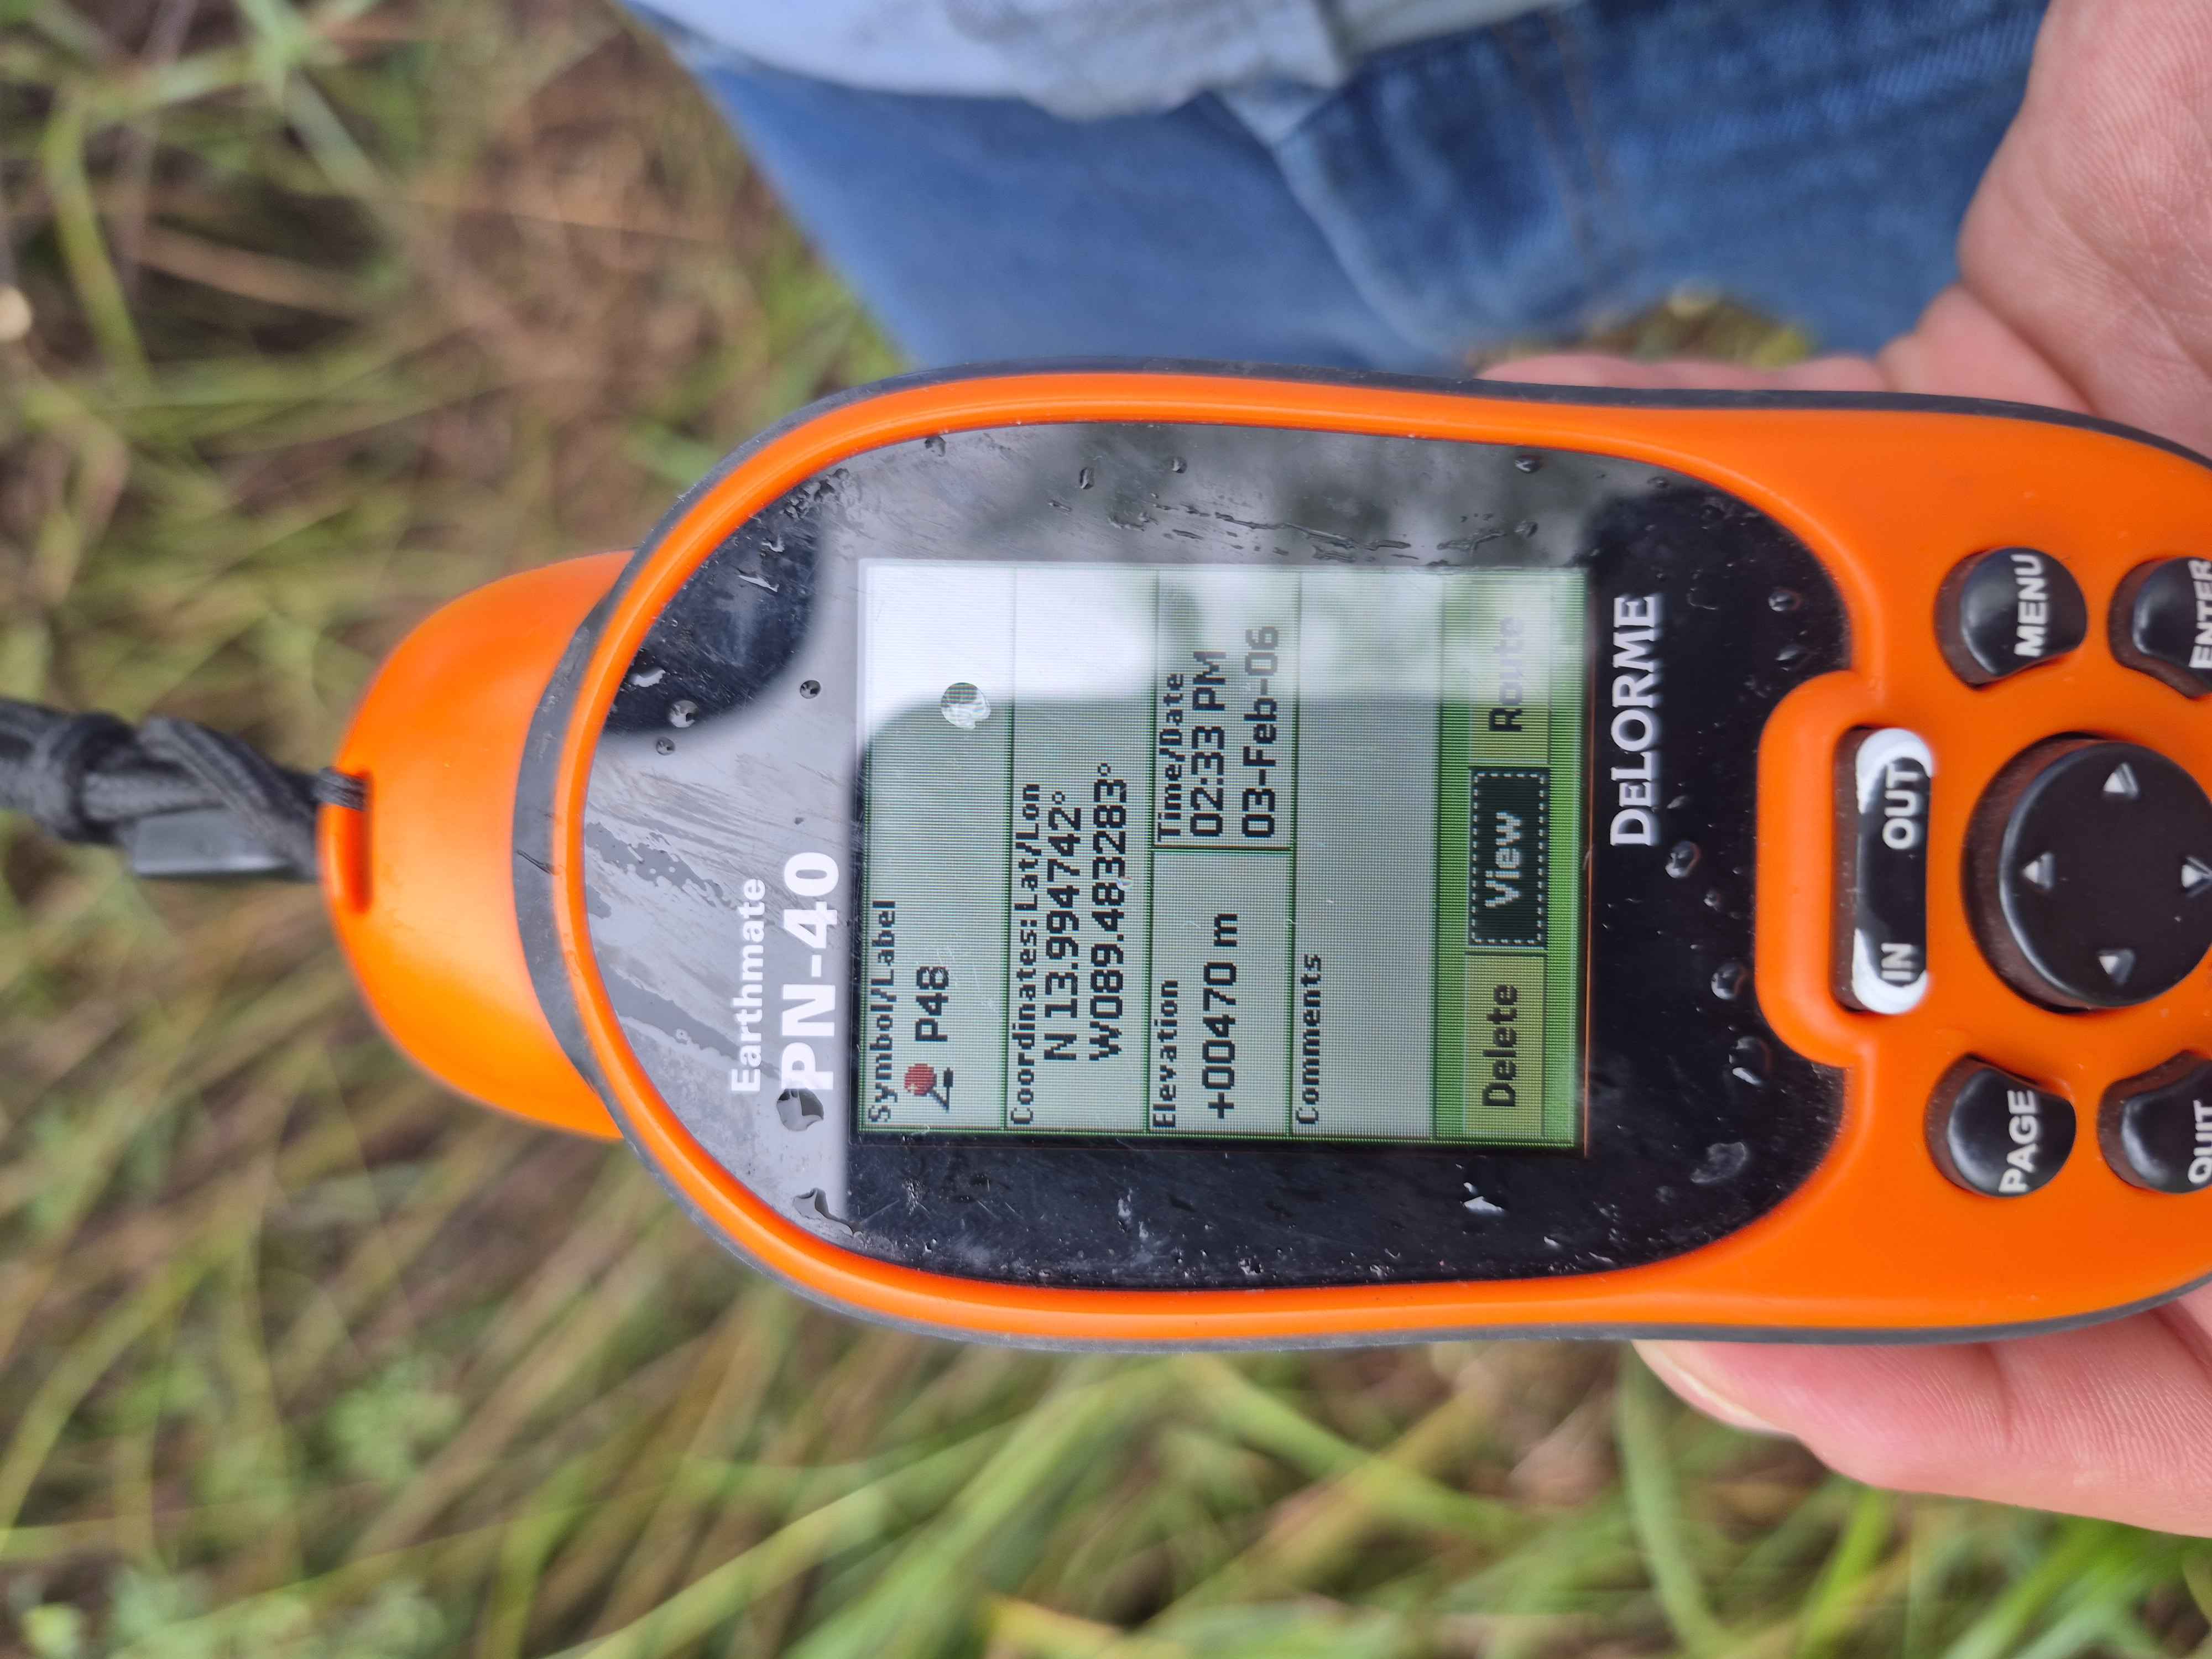 Earthmate
PN-40
Symbol/Label
P48
Coordinates:Lat/Lon
N 13.994742°
W089.483283°
Elevation
+00470 m
Time/Date
02:33 PM
03-Feb-06
Comments
Delete
View
Route
DELORME
PAGE
IN
OUT
MENU
QUIT
ENTER